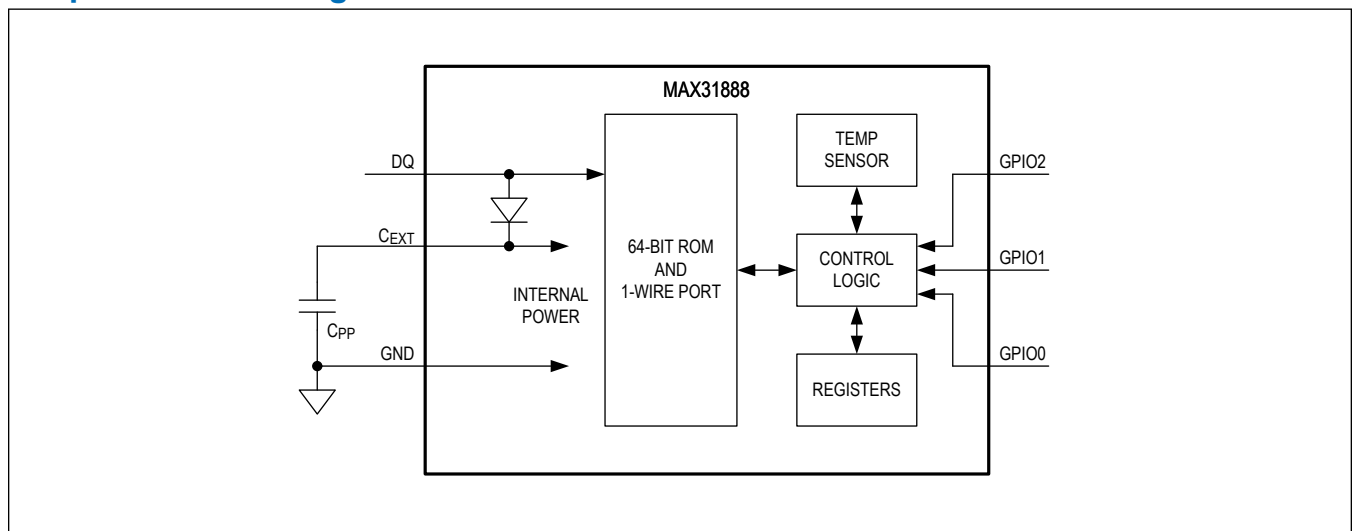 MAX31888
TEMP
SENSOR
DQ
GPIO2
CEXT
64-BIT ROM
AND
1-WIRE PORT
CONTROL
LOGIC
GPIO1
INTERNAL
POWER
CPP
GND
GPIO0
REGISTERS